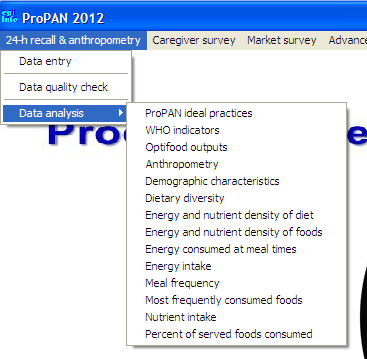 epi info ProPAN 2012
24-h recall & anthropometry Caregiver survey Market survey Advance
Data entry
Data quality check
Data analysis
ProPAN ideal practices
WHO indicators
Optifood outputs
Anthropometry
Demographic characteristics
Dietary diversity
Energy and nutrient density of diet
Energy and nutrient density of foods
Energy consumed at meal times
Energy intake
Meal frequency
Most frequently consumed foods
Nutrient intake
Percent of served foods consumed